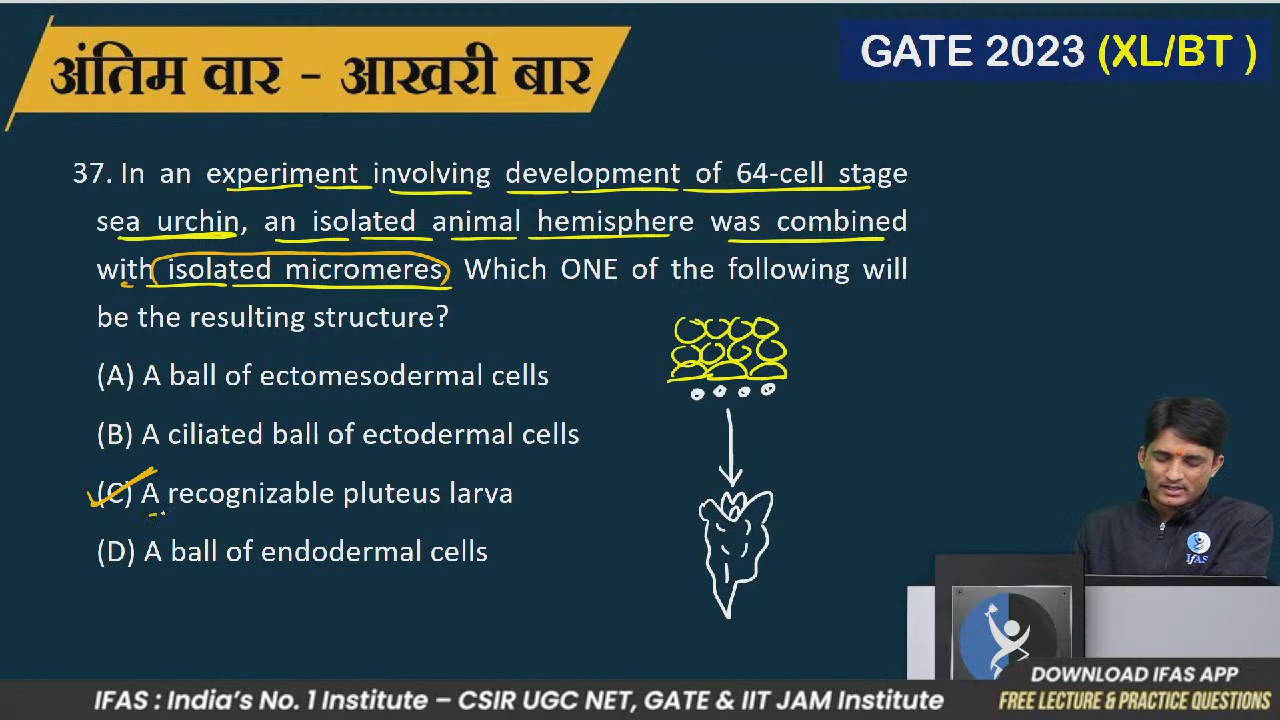 अंतिम वार - आखरी बार
GATE 2023 (XL/BT )
37. In an experiment involving development of 64-cell stage
sea urchin, an isolated animal hemisphere was combined
with isolated micromeres. Which ONE of the following will
be the resulting structure?
(A) A ball of ectomesodermal cells
(B) A ciliated ball of ectodermal cells
(C) A recognizable pluteus larva
(D) A ball of endodermal cells
IFAS
DOWNLOAD IFAS APP
IFAS : India's No. 1 Institute – CSIR UGC NET, GATE & IIT JAM Institute
FREE LECTURE & PRACTICE QUESTIONS